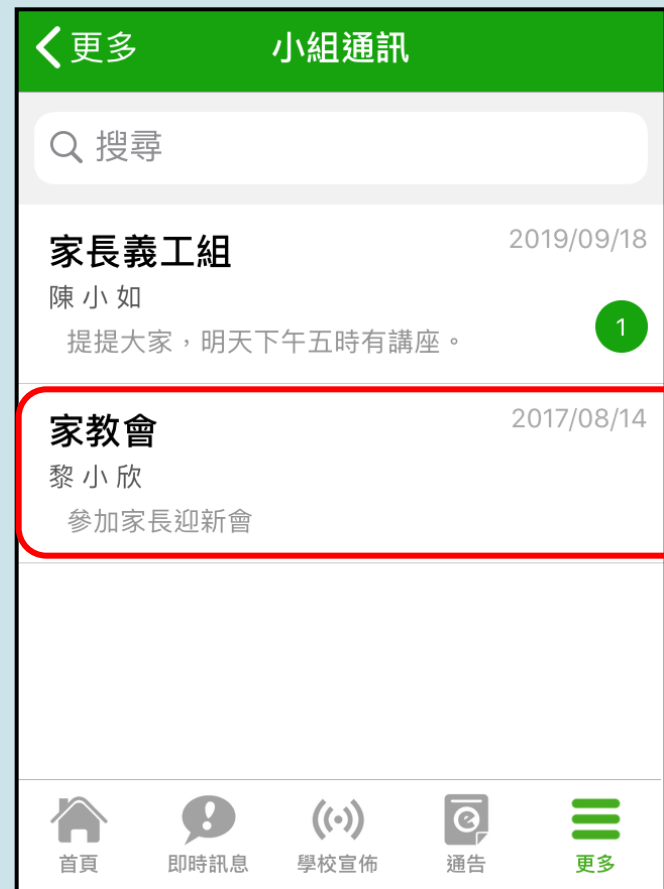 更多 小組通訊
搜尋
家長義工組 2019/09/18
陳小如
提提大家，明天下午五時有講座。 1
家教會 2017/08/14
黎小欣
參加家長迎新會
首頁 即時訊息 學校宣佈 通告 更多